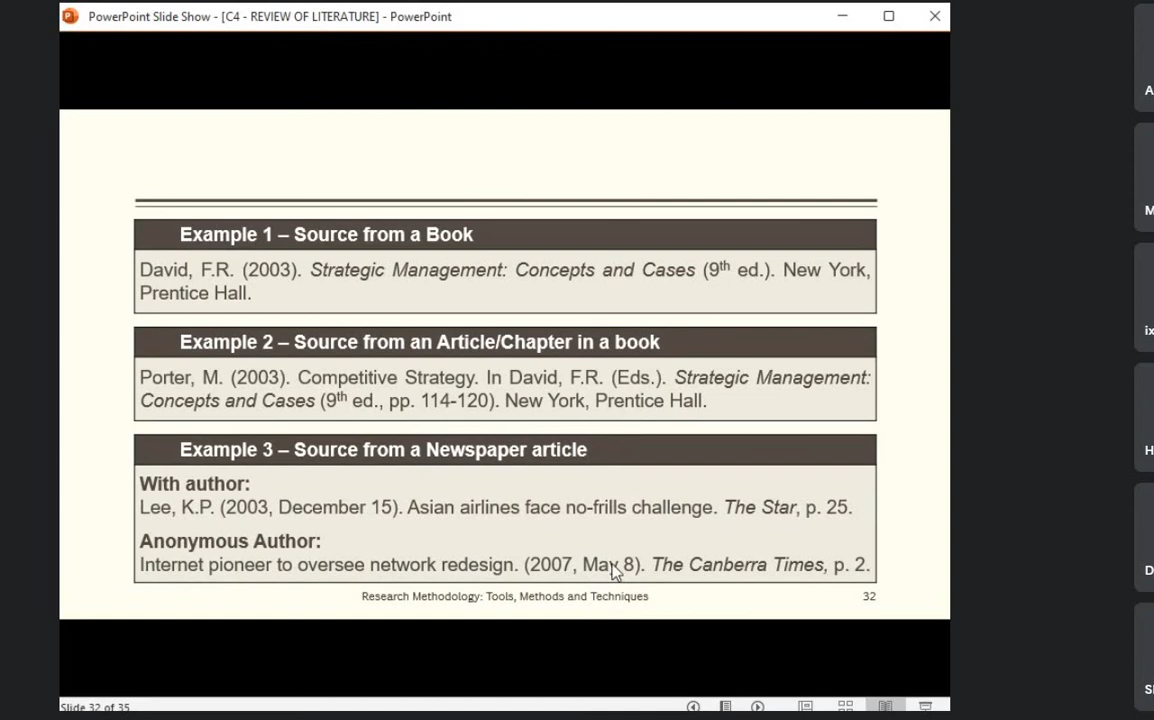 PowerPoint Slide Show - [C4 - REVIEW OF LITERATURE] - PowerPoint
Example 1 – Source from a Book
David, F.R. (2003). Strategic Management: Concepts and Cases (9th ed.). New York,
Prentice Hall.
Example 2 – Source from an Article/Chapter in a book
Porter, M. (2003). Competitive Strategy. In David, F.R. (Eds.). Strategic Management:
Concepts and Cases (9th ed., pp. 114-120). New York, Prentice Hall.
Example 3 – Source from a Newspaper article
With author:
Lee, K.P. (2003, December 15). Asian airlines face no-frills challenge. The Star, p. 25.
Anonymous Author:
Internet pioneer to oversee network redesign. (2007, May 8). The Canberra Times, p. 2.
Research Methodology: Tools, Methods and Techniques 32
Slide 32 of 35
A
M
H
D